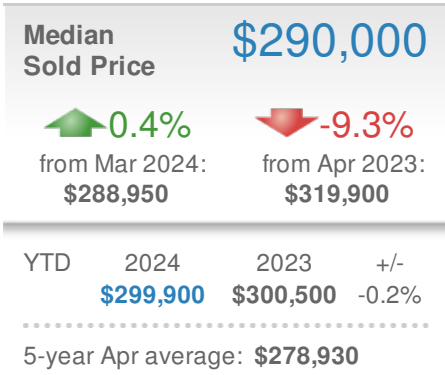 Median
Sold Price
$290,000
0.4%
-9.3%
from Mar 2024:
from Apr 2023:
$288,950
$319,900
YTD 2024 2023 +/-
$299,900 $300,500 -0.2%
5-year Apr average: $278,930